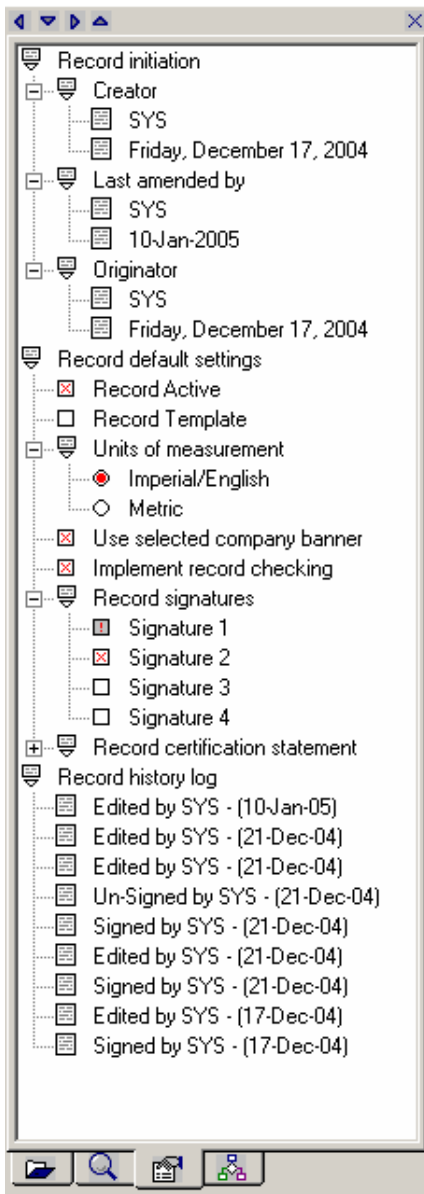 Record initiation
Creator
SYS
Friday, December 17, 2004
Last amended by
SYS
10-Jan-2005
Originator
SYS
Friday, December 17, 2004
Record default settings
Record Active
Record Template
Units of measurement
Imperial/English
Metric
Use selected company banner
Implement record checking
Record signatures
Signature 1
Signature 2
Signature 3
Signature 4
Record certification statement
Record history log
Edited by SYS - (10-Jan-05)
Edited by SYS - (21-Dec-04)
Edited by SYS - (21-Dec-04)
Un-Signed by SYS - (21-Dec-04)
Signed by SYS - (21-Dec-04)
Edited by SYS - (21-Dec-04)
Signed by SYS - (21-Dec-04)
Edited by SYS - (17-Dec-04)
Signed by SYS - (17-Dec-04)